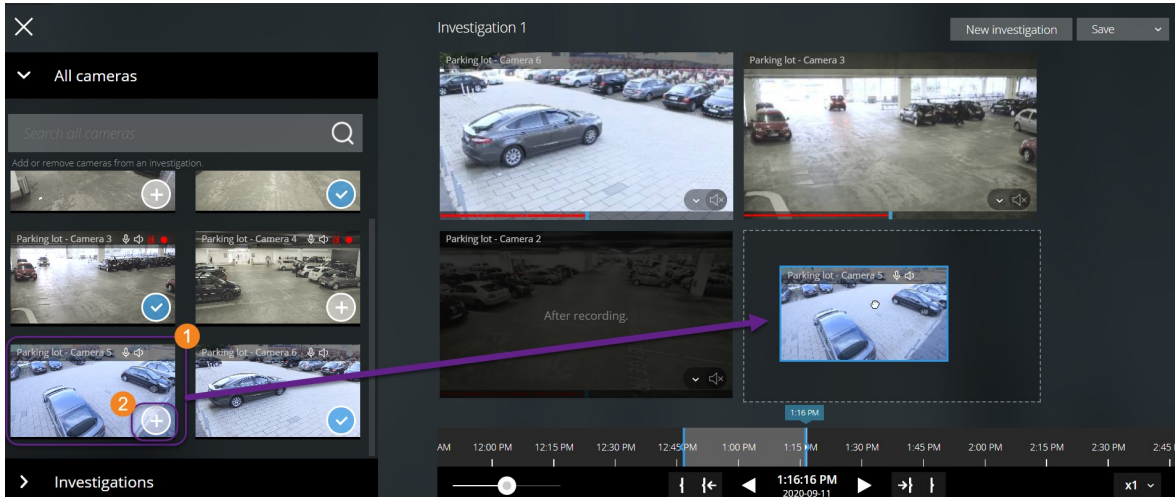 Investigation 1
New investigation
Save
All cameras
Search all cameras
Add or remove cameras from an investigation.
Parking lot - Camera 3
Parking lot - Camera 4
Parking lot - Camera 5
Parking lot - Camera 6
1
2
Investigations
Parking lot - Camera 6
Parking lot - Camera 3
Parking lot - Camera 2
After recording.
Parking lot - Camera 5
1:16 PM
AM 12:00 PM 12:15 PM 12:30 PM 12:45 PM 1:00 PM 1:15 PM 1:30 PM 1:45 PM 2:00 PM 2:15 PM 2:30 PM 2:45
1:16:16 PM
2020-09-11
x1